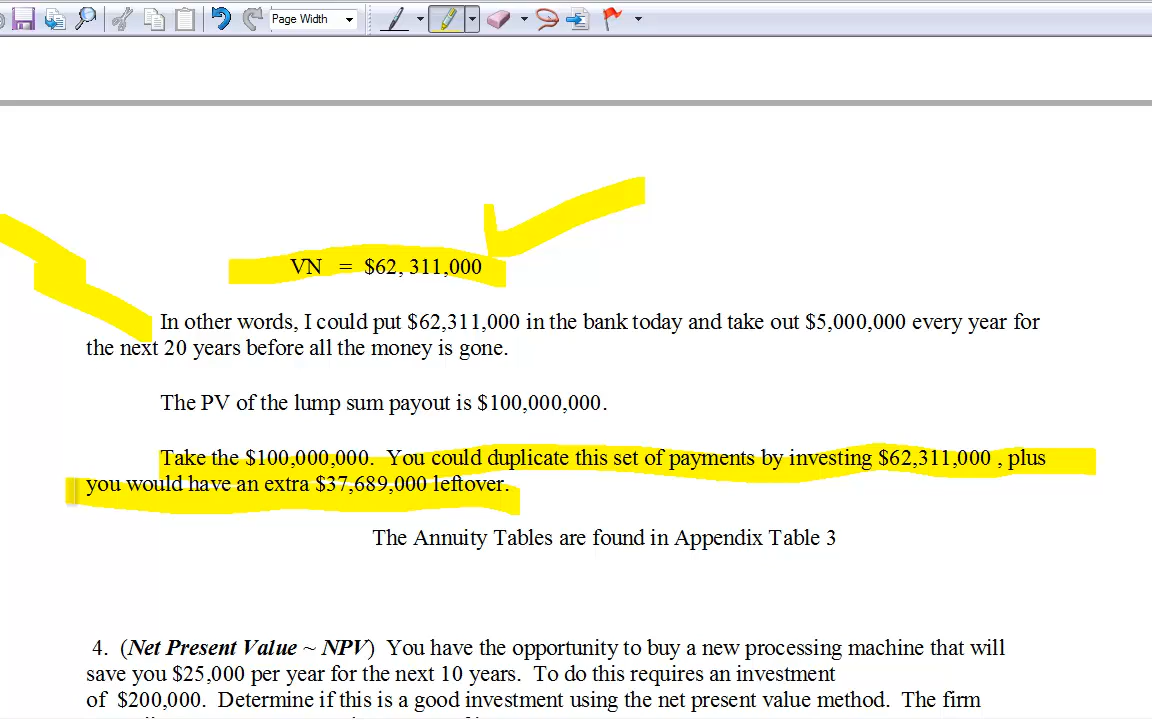 Page Width
VN = $62, 311,000
In other words, I could put $62,311,000 in the bank today and take out $5,000,000 every year for
the next 20 years before all the money is gone.
The PV of the lump sum payout is $100,000,000.
Take the $100,000,000. You could duplicate this set of payments by investing $62,311,000 , plus
you would have an extra $37,689,000 leftover.
The Annuity Tables are found in Appendix Table 3
4. (Net Present Value ~ NPV) You have the opportunity to buy a new processing machine that will
save you $25,000 per year for the next 10 years. To do this requires an investment
of $200,000. Determine if this is a good investment using the net present value method. The firm